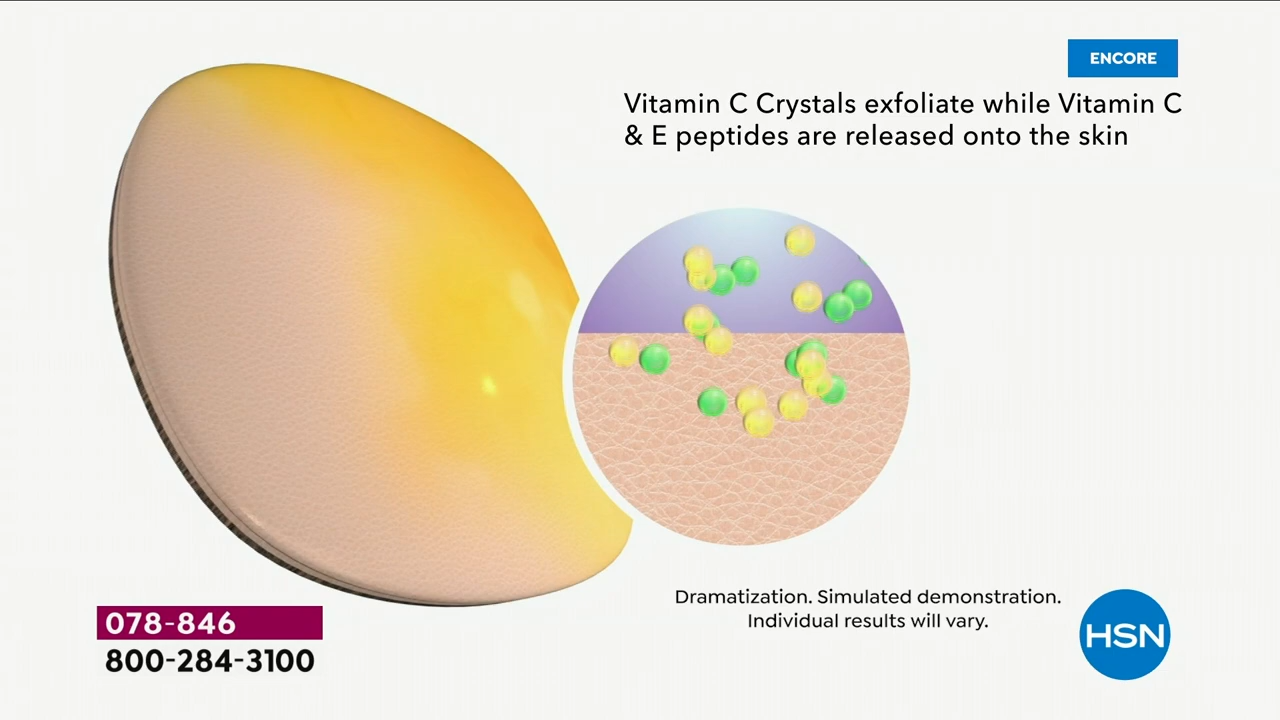 ENCORE
Vitamin C Crystals exfoliate while Vitamin C
& E peptides are released onto the skin
Dramatization. Simulated demonstration.
Individual results will vary.
078-846
800-284-3100
HSN